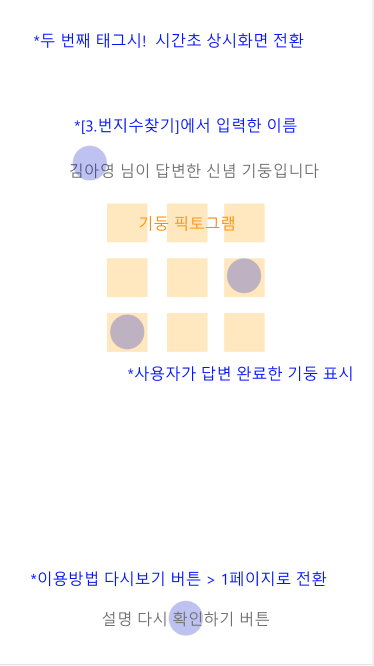 *두 번째 태그시! 시간초 상시화면 전환
*[3.번지수찾기]에서 입력한 이름
김아영 님이 답변한 신념 기둥입니다
기둥 픽토그램
*사용자가 답변 완료한 기둥 표시
*이용방법 다시보기 버튼 > 1페이지로 전환
설명 다시 확인하기 버튼